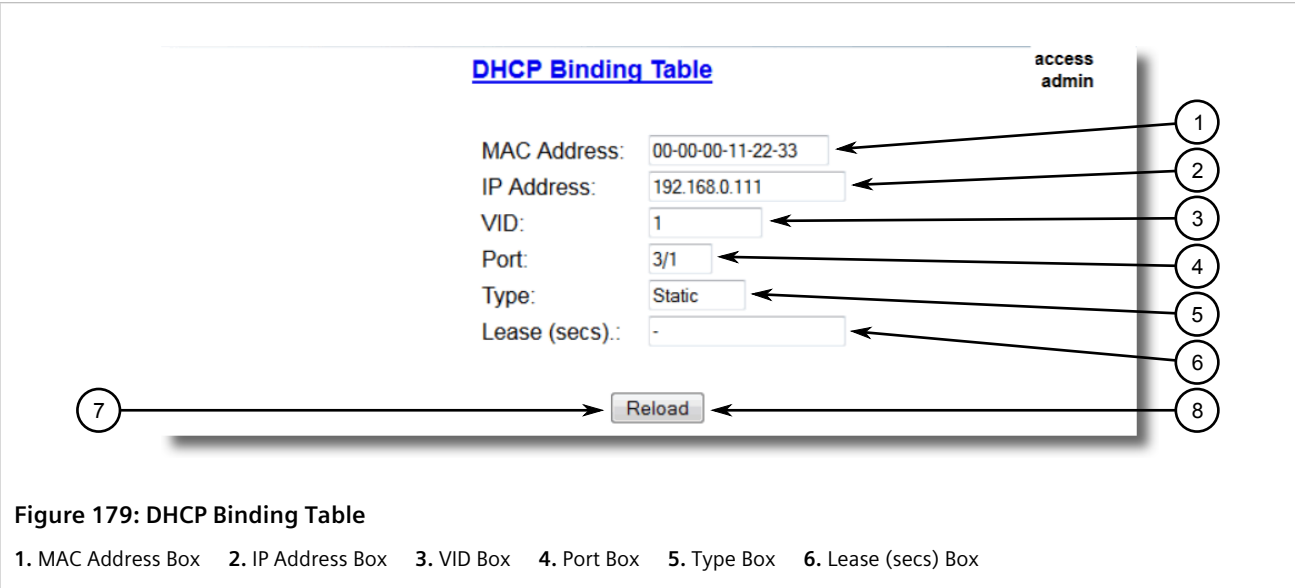 DHCP Binding Table
access
admin
MAC Address: 00-00-00-11-22-33
1
IP Address: 192.168.0.111
2
VID: 1
3
Port: 3/1
4
Type: Static
5
Lease (secs).: -
6
7
Reload
8
Figure 179: DHCP Binding Table
1. MAC Address Box 2. IP Address Box 3. VID Box 4. Port Box 5. Type Box 6. Lease (secs) Box